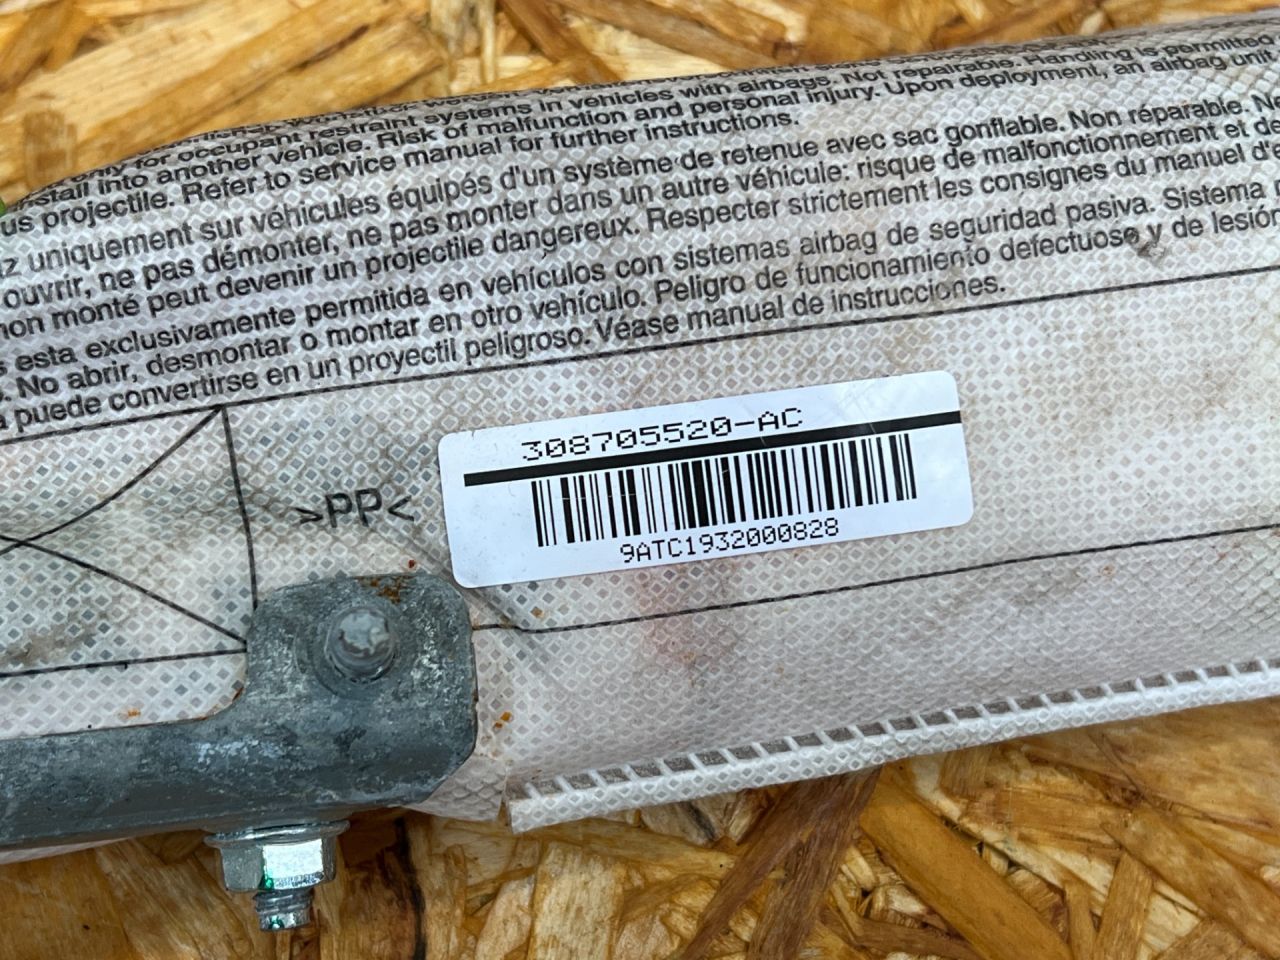 for occupant restraint systems in vehicles with airbags. Not repairable. Handling is permitted
into another vehicle. Risk of malfunction and personal injury. Upon deployment, an airbag unit
us projectile. Refer to service manual for further instructions.
z uniquement sur véhicules équipés d'un système de retenue avec sac gonflable. Non réparable.
ouvrir, ne pas démonter, ne pas monter dans un autre véhicule: risque de malfonctionnement et de
non monté peut devenir un projectile dangereux. Respecter strictement les consignes du manuel d'e
esta exclusivamente permitida en vehículos con sistemas airbag de seguridad pasiva. Sistema
. No abrir, desmontar o montar en otro vehículo. Peligro de funcionamiento defectuoso y de lesión
a puede convertirse en un proyectil peligroso. Véase manual de instrucciones.
>PP<
308705520-AC
9ATC1932000828